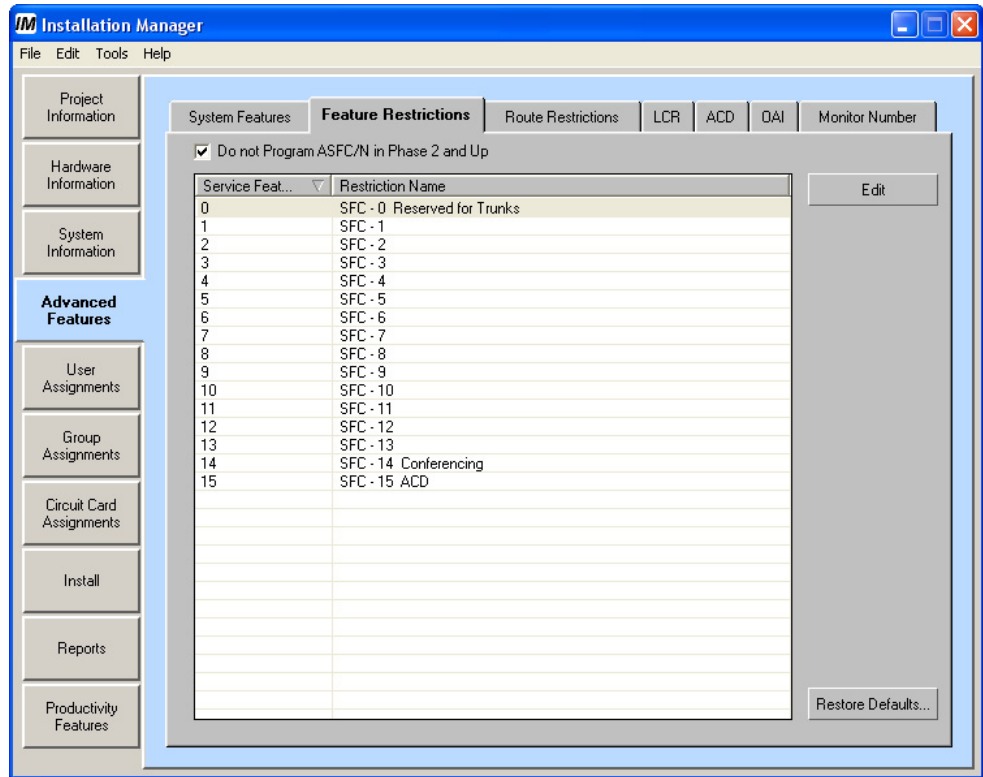 IM Installation Manager
File Edit Tools Help
Project
Information
Hardware
Information
System
Information
Advanced
Features
User
Assignments
Group
Assignments
Circuit Card
Assignments
Install
Reports
Productivity
Features
System Features Feature Restrictions Route Restrictions LCR ACD OAI Monitor Number
Do not Program ASFC/N in Phase 2 and Up
Service Feat... Restriction Name
0 SFC - 0 Reserved for Trunks
1 SFC - 1
2 SFC - 2
3 SFC - 3
4 SFC - 4
5 SFC - 5
6 SFC - 6
7 SFC - 7
8 SFC - 8
9 SFC - 9
10 SFC - 10
11 SFC - 11
12 SFC - 12
13 SFC - 13
14 SFC - 14 Conferencing
15 SFC - 15 ACD
Edit
Restore Defaults...